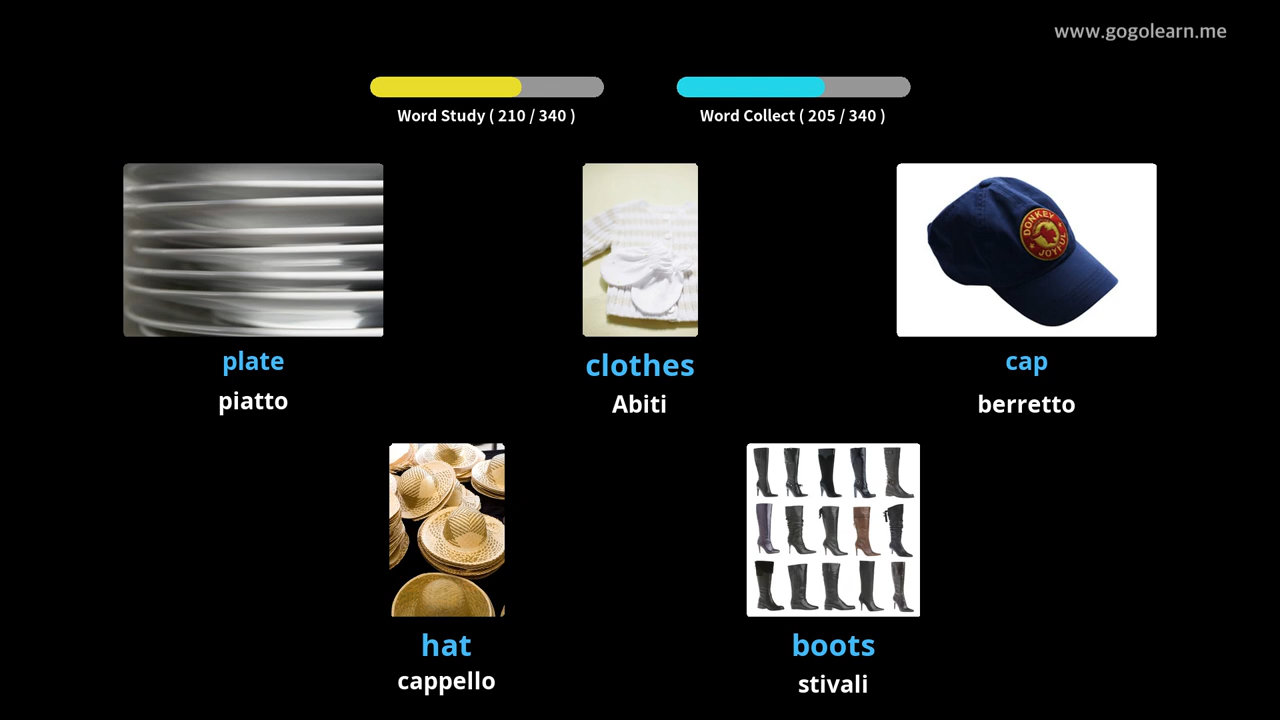 www.gogolearn.me
Word Study ( 210 / 340 )
Word Collect ( 205 / 340 )
DONKEY
JOYFUL
plate
clothes
cap
piatto
Abiti
berretto
hat
boots
cappello
stivali